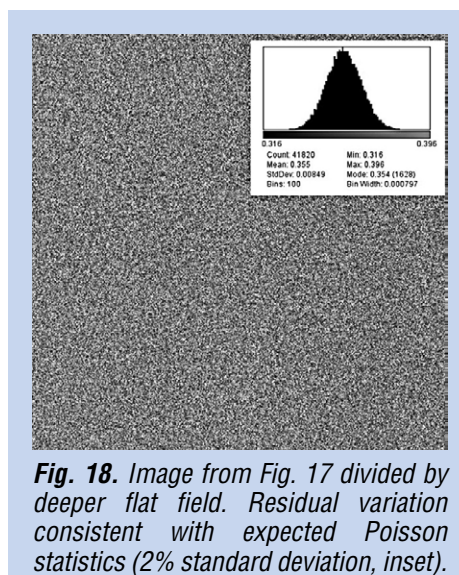 0.316 0.396
Count: 41820 Min: 0.316
Mean: 0.355 Max: 0.396
StdDev: 0.00849 Mode: 0.354 (1628)
Bins: 100 Bin Width: 0.000797
Fig. 18. Image from Fig. 17 divided by
deeper flat field. Residual variation
consistent with expected Poisson
statistics (2% standard deviation, inset).